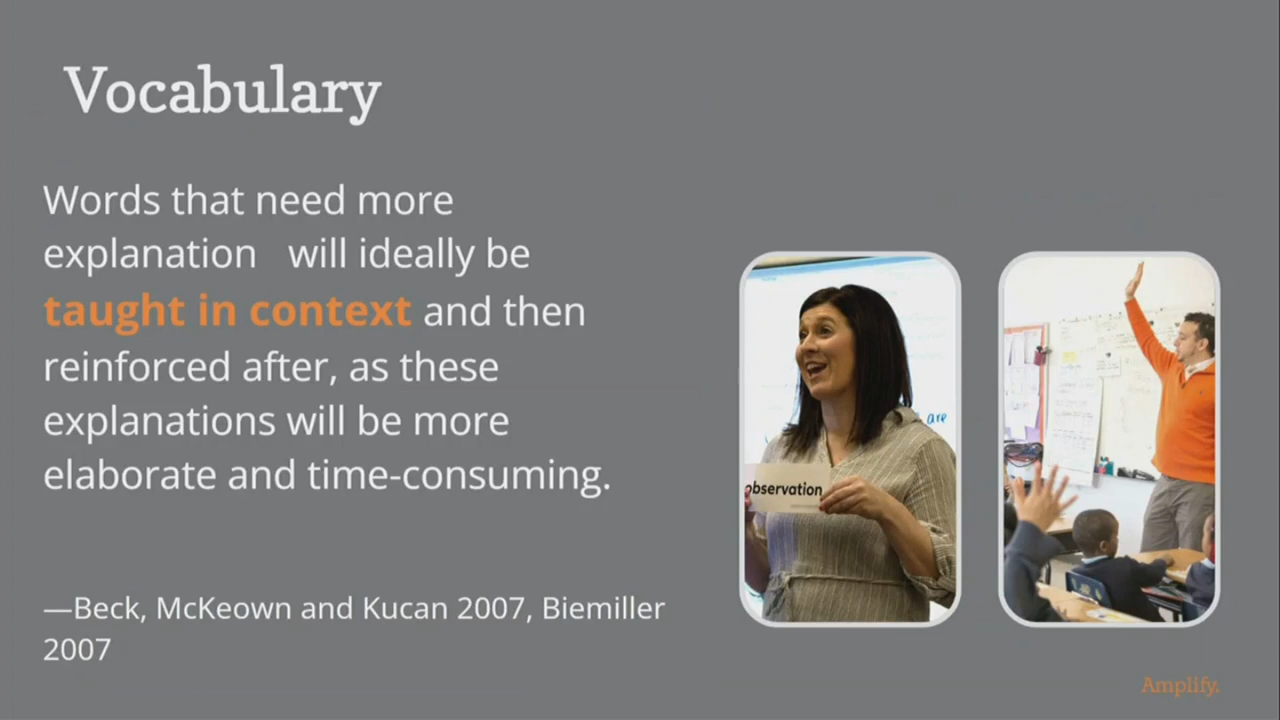 Vocabulary
Words that need more
explanation will ideally be
taught in context and then
reinforced after, as these
explanations will be more
elaborate and time-consuming.
—Beck, McKeown and Kucan 2007, Biemiller
2007
are
observation
Amplify.